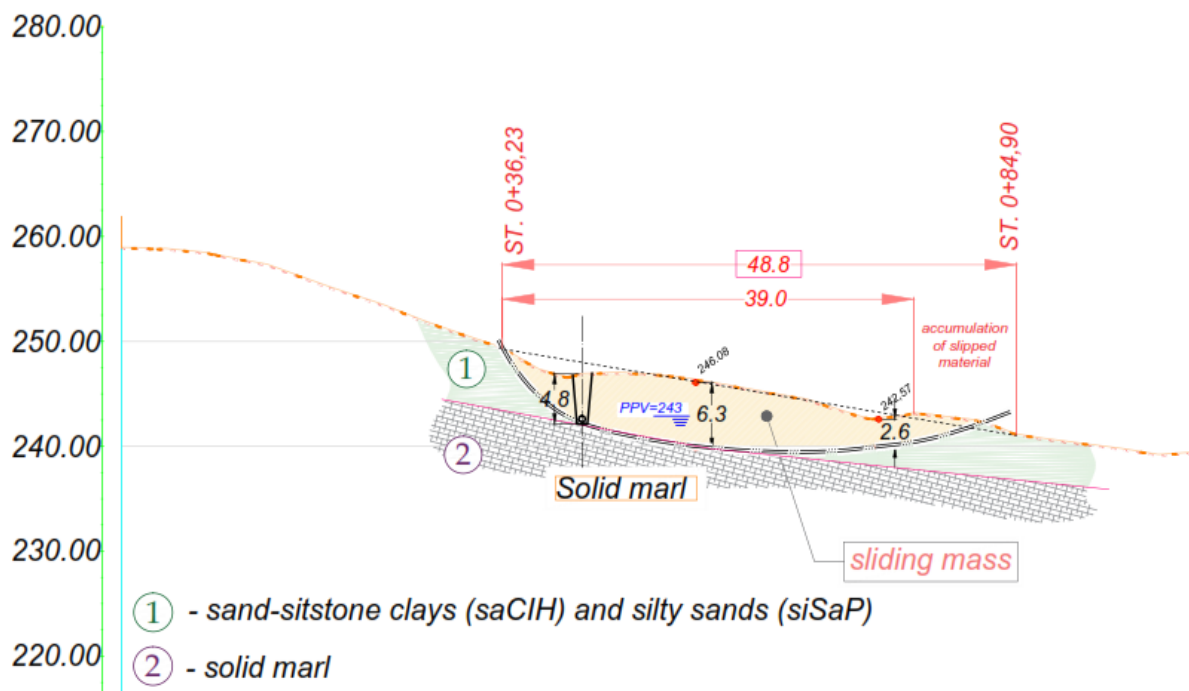 280.00
270.00
260.00
250.00
240.00
230.00
220.00
ST. 0+36,23
ST. 0+84,90
48.8
39.0
accumulation
of slipped
material
246.08
242.57
1
4.8
PPV=243
6.3
2.6
2
Solid marl
sliding mass
1 - sand-sitstone clays (saClH) and silty sands (siSaP)
2 - solid marl